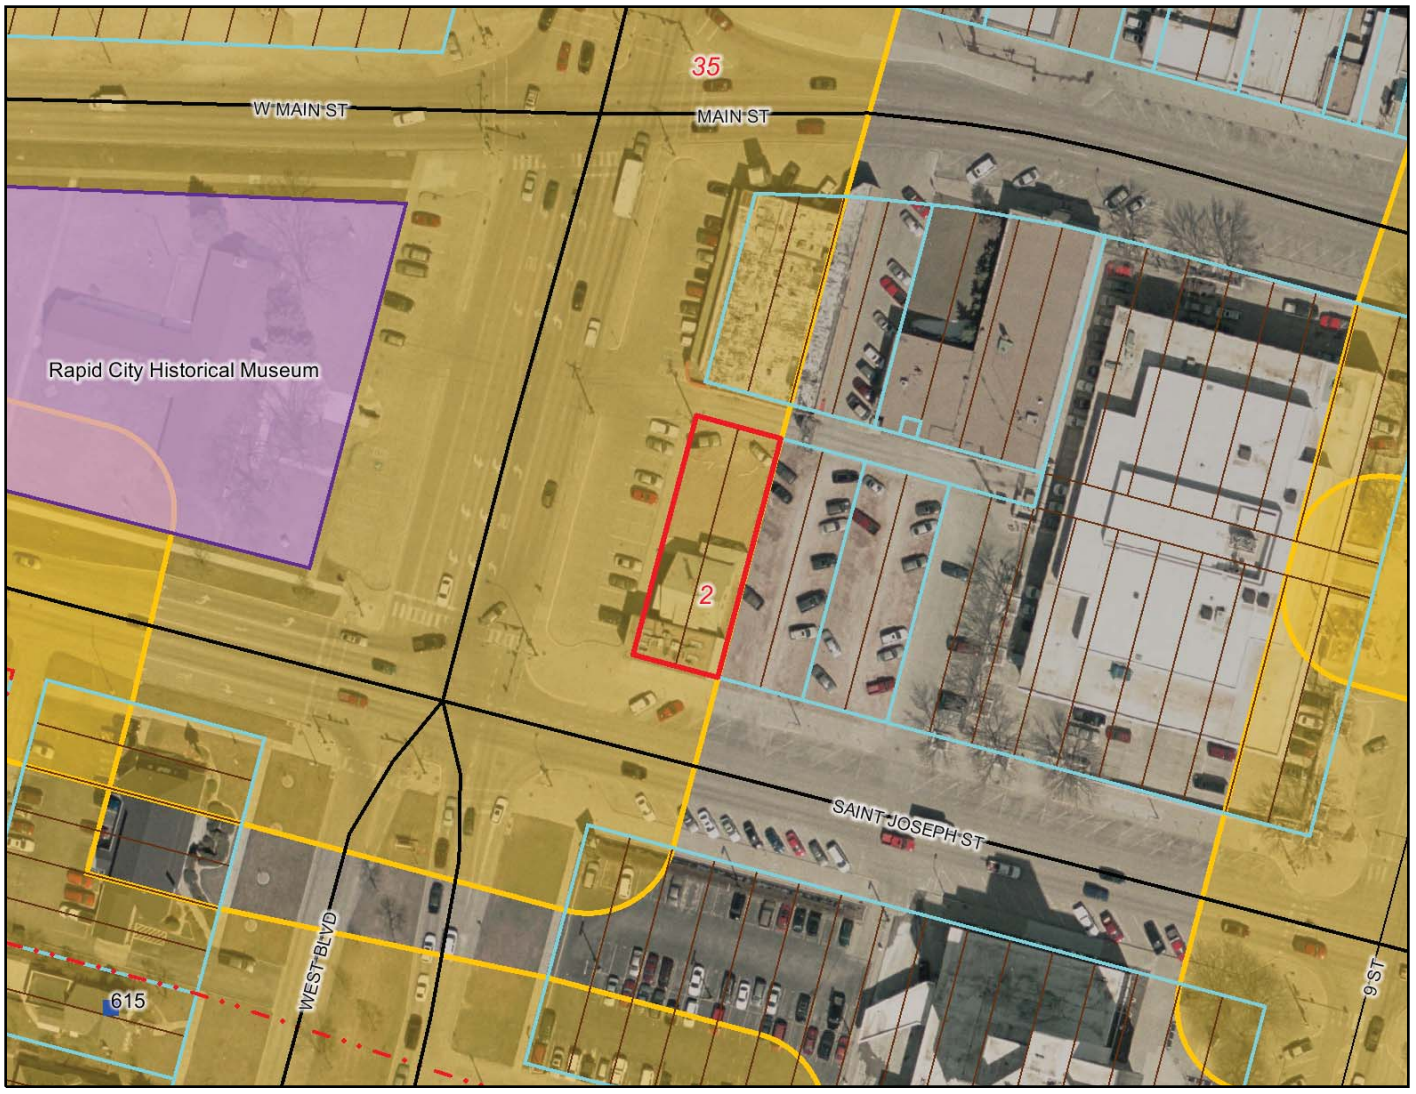 35
W MAIN ST
MAIN ST
Rapid City Historical Museum
2
SAINT JOSEPH ST
WEST BLVD
9 ST
615